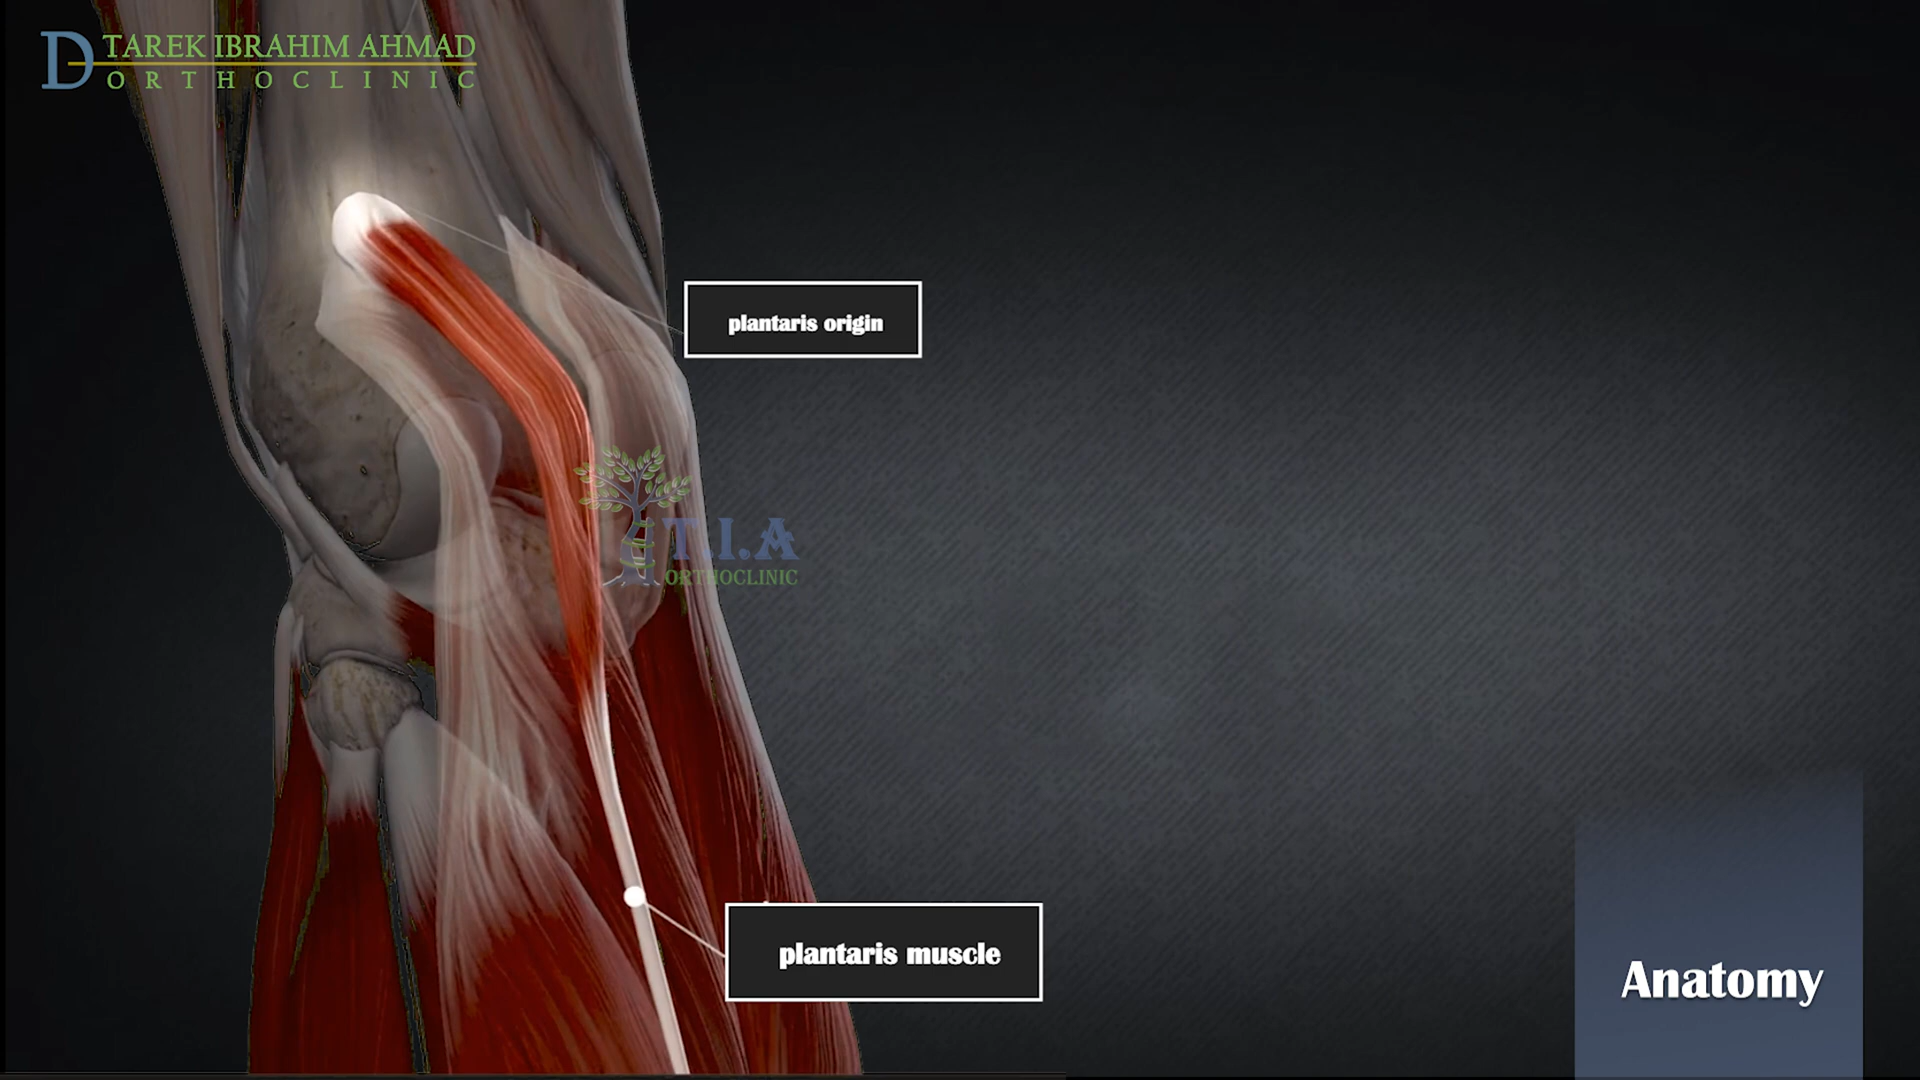 D TAREK IBRAHIM AHMAD
ORTHOCLINIC
plantaris origin
T.I.A
ORTHOCLINIC
plantaris muscle
Anatomy